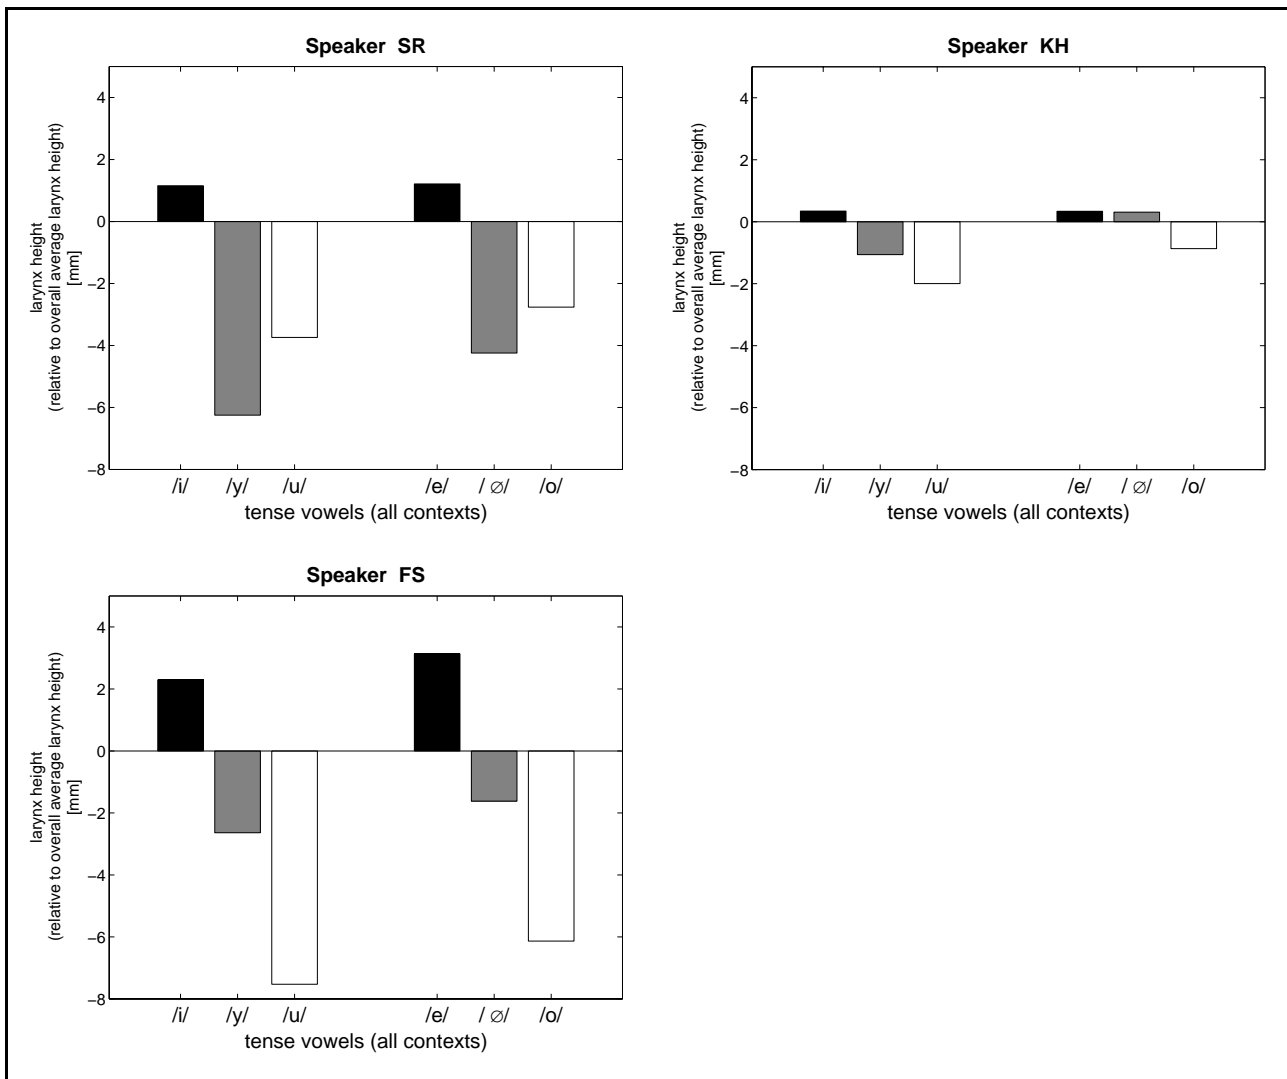 Speaker SR
larynx height
(relative to overall average larynx height)
[mm]
4
2
0
−2
−4
−6
−8
/i/ /y/ /u/ /e/ / ∅/ /o/
tense vowels (all contexts)
Speaker KH
larynx height
(relative to overall average larynx height)
[mm]
4
2
0
−2
−4
−6
−8
/i/ /y/ /u/ /e/ / ∅/ /o/
tense vowels (all contexts)
Speaker FS
larynx height
(relative to overall average larynx height)
[mm]
4
2
0
−2
−4
−6
−8
/i/ /y/ /u/ /e/ / ∅/ /o/
tense vowels (all contexts)